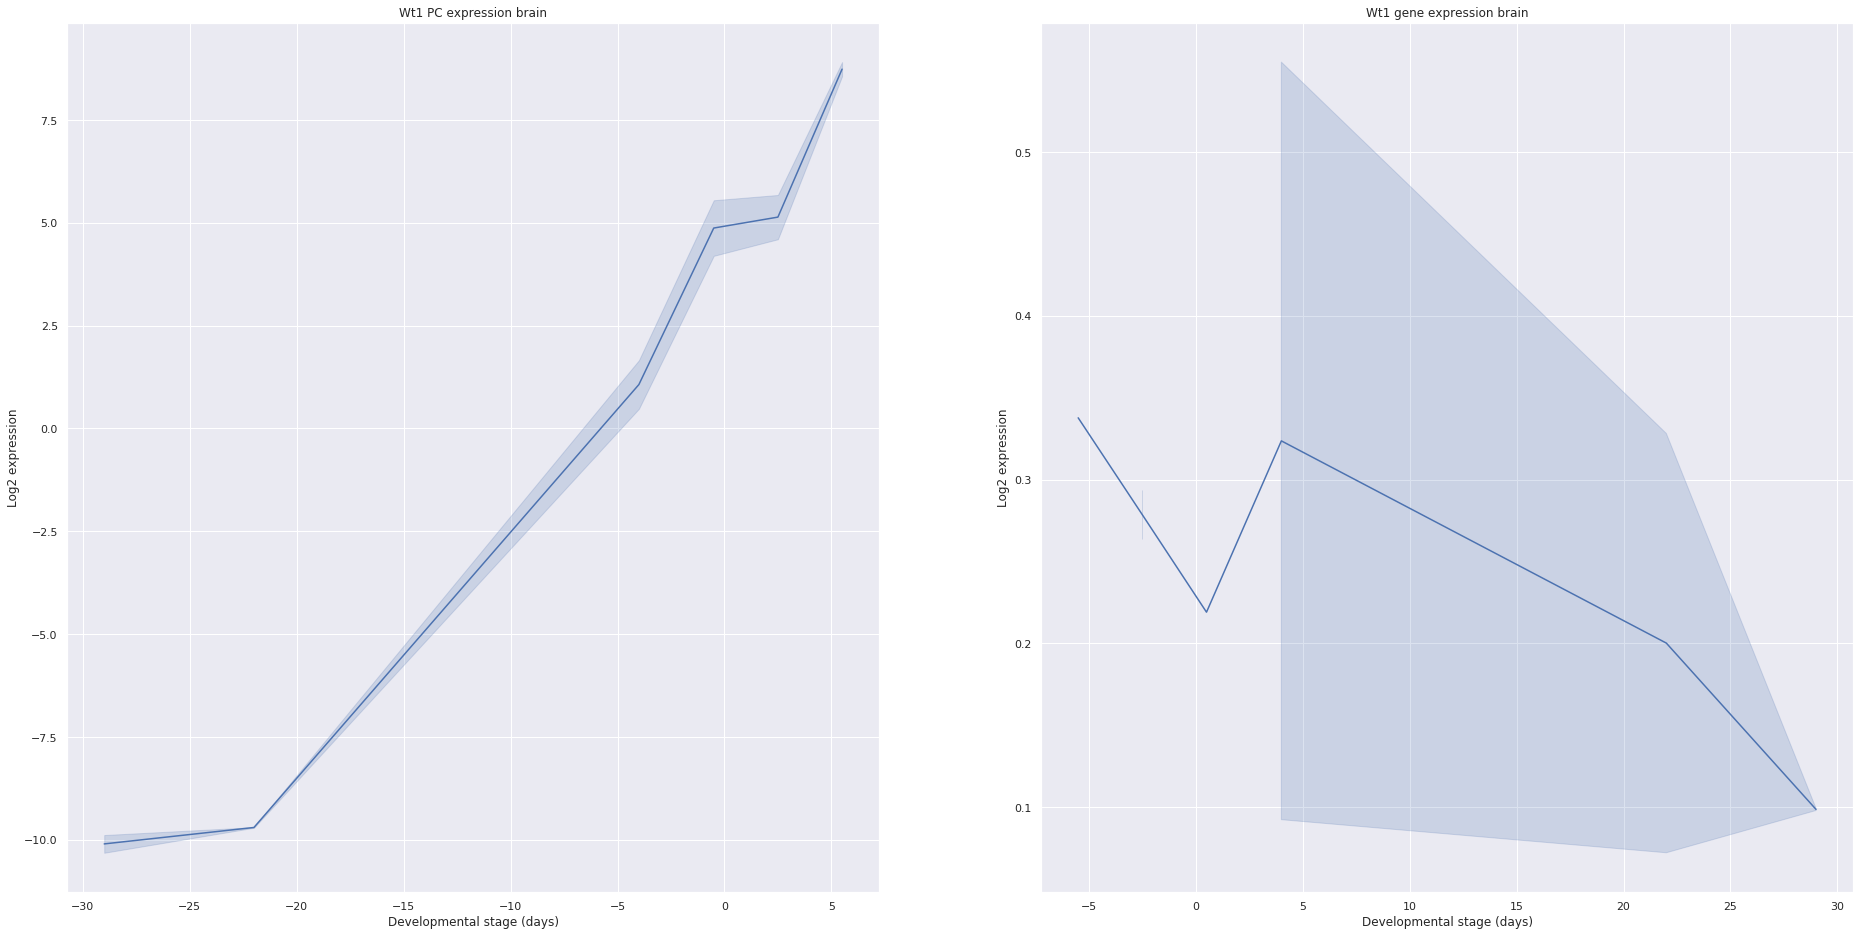 Wt1 PC expression brain
Log2 expression
7.5
5.0
2.5
0.0
−2.5
−5.0
−7.5
−10.0
−30 −25 −20 −15 −10 −5 0 5
Developmental stage (days)
Wt1 gene expression brain
Log2 expression
0.5
0.4
0.3
0.2
0.1
−5 0 5 10 15 20 25 30
Developmental stage (days)